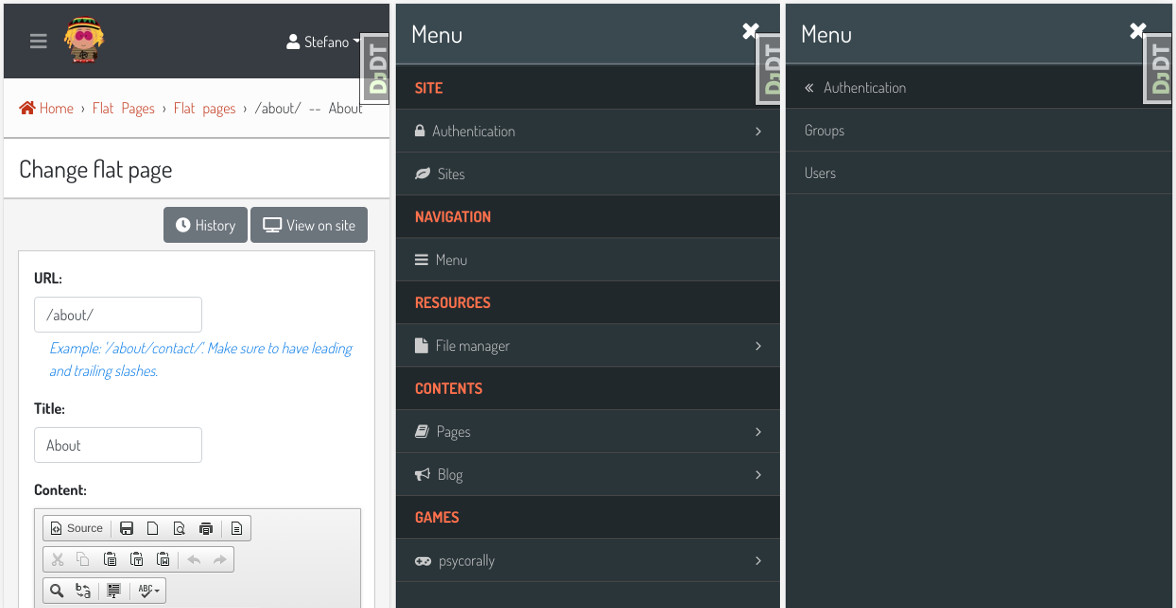 Stefano
DjDT
Home › Flat Pages › Flat pages › /about/ -- About
Change flat page
History
View on site
URL:
/about/
Example: '/about/contact/'. Make sure to have leading
and trailing slashes.
Title:
About
Content:
Source
ABC
Menu
DjDT
SITE
Authentication
Sites
NAVIGATION
Menu
RESOURCES
File manager
CONTENTS
Pages
Blog
GAMES
psycorally
Menu
DjDT
« Authentication
Groups
Users